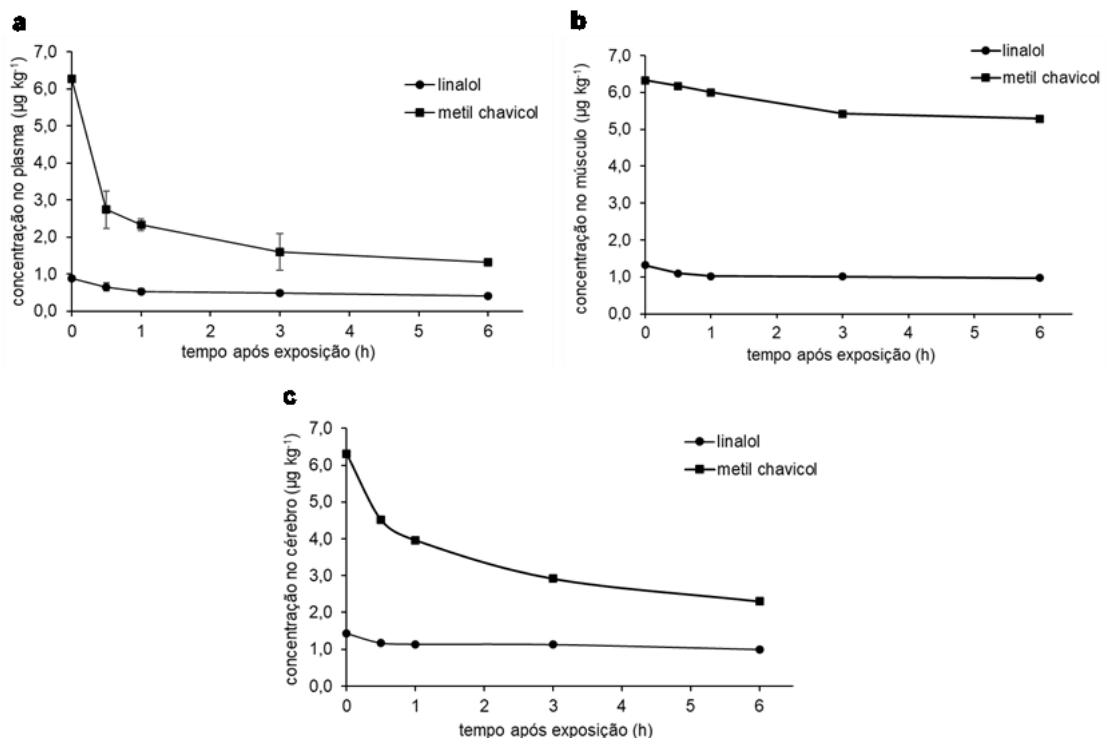 a
7,0
6,0
5,0
4,0
3,0
2,0
1,0
0,0
concentração no plasma (µg kg⁻¹)
linalol
metil chavicol
0 1 2 3 4 5 6
tempo após exposição (h)
b
7,0
6,0
5,0
4,0
3,0
2,0
1,0
0,0
concentração no músculo (µg kg⁻¹)
linalol
metil chavicol
0 1 2 3 4 5 6
tempo após exposição (h)
c
7,0
6,0
5,0
4,0
3,0
2,0
1,0
0,0
concentração no cérebro (µg kg⁻¹)
linalol
metil chavicol
0 1 2 3 4 5 6
tempo após exposição (h)